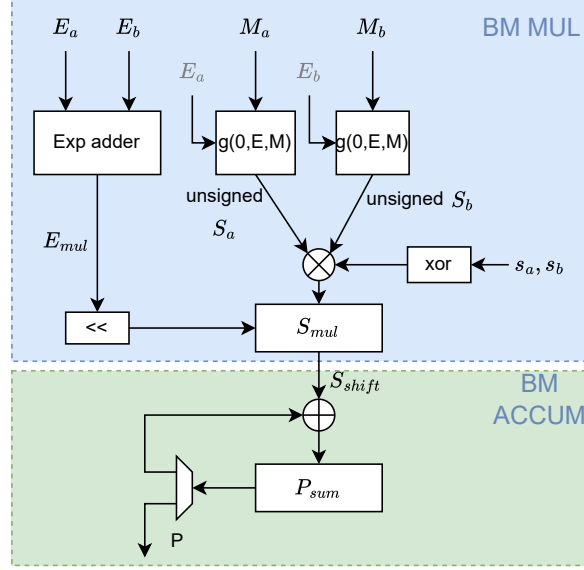 E_a E_b M_a M_b BM MUL
E_a E_b
Exp adder g(0,E,M) g(0,E,M)
unsigned unsigned S_b
S_a
E_mul
xor s_a, s_b
<< S_mul
S_shift
BM
ACCUM
P_sum
P